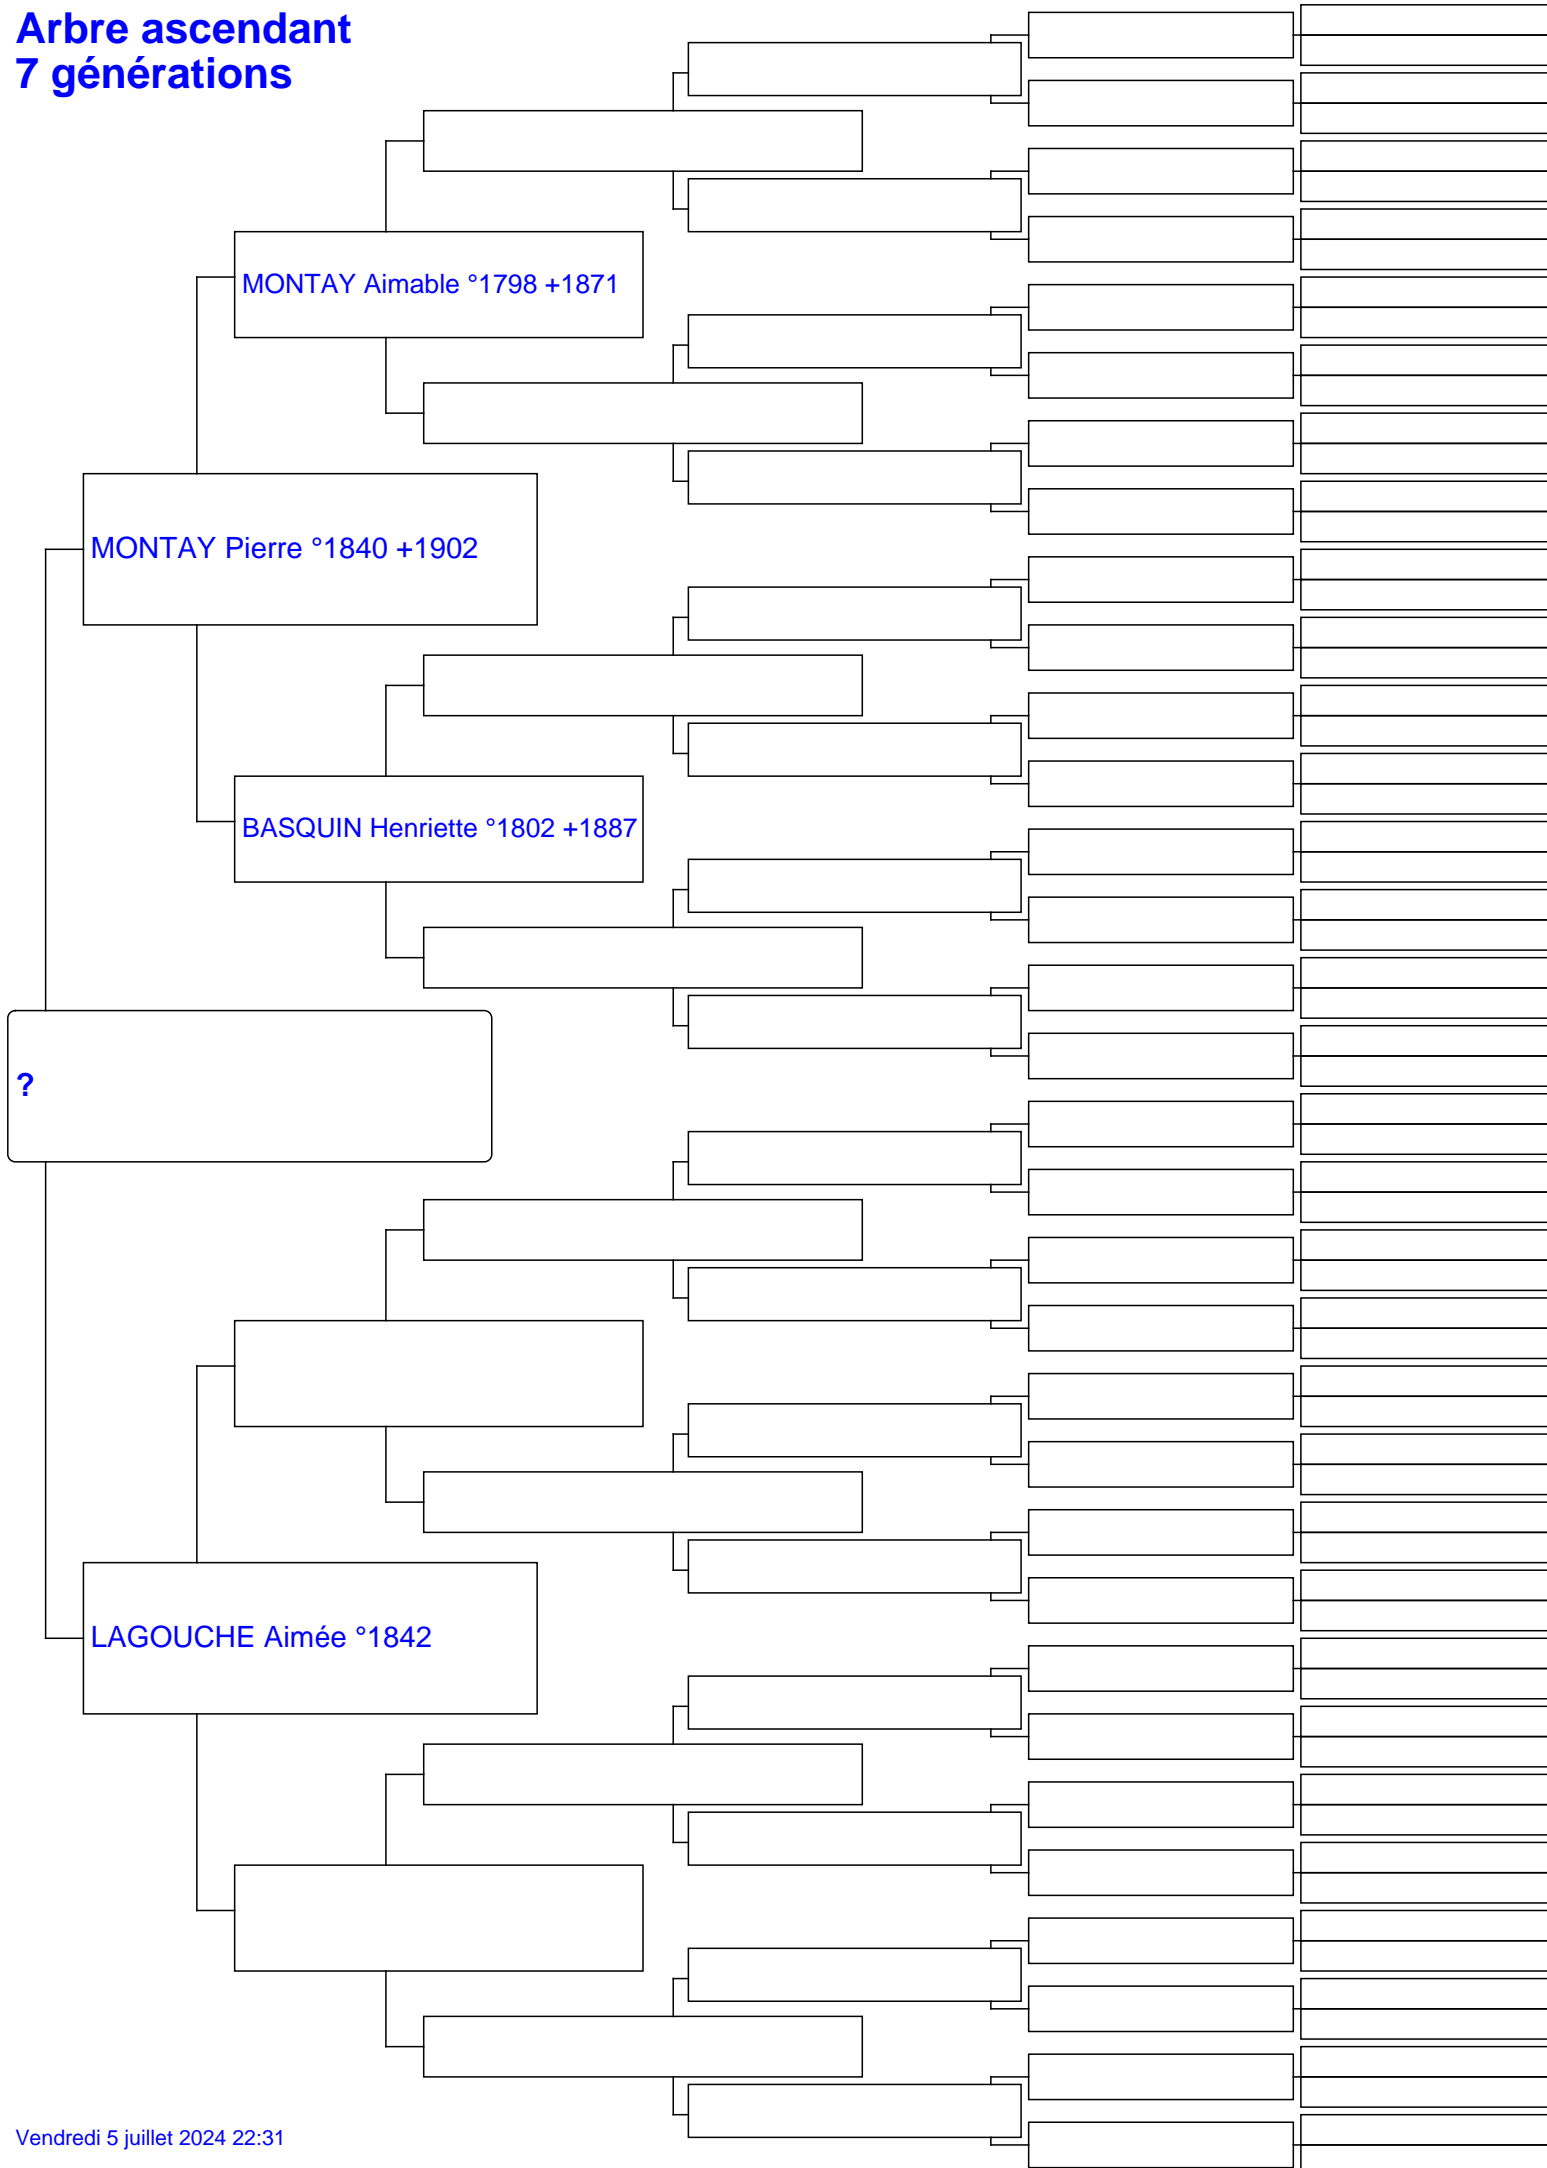 Arbre ascendant
7 générations
MONTAY Aimable °1798 +1871
MONTAY Pierre °1840 +1902
BASQUIN Henriette °1802 +1887
?
LAGOUCHE Aimée °1842
Vendredi 5 juillet 2024 22:31